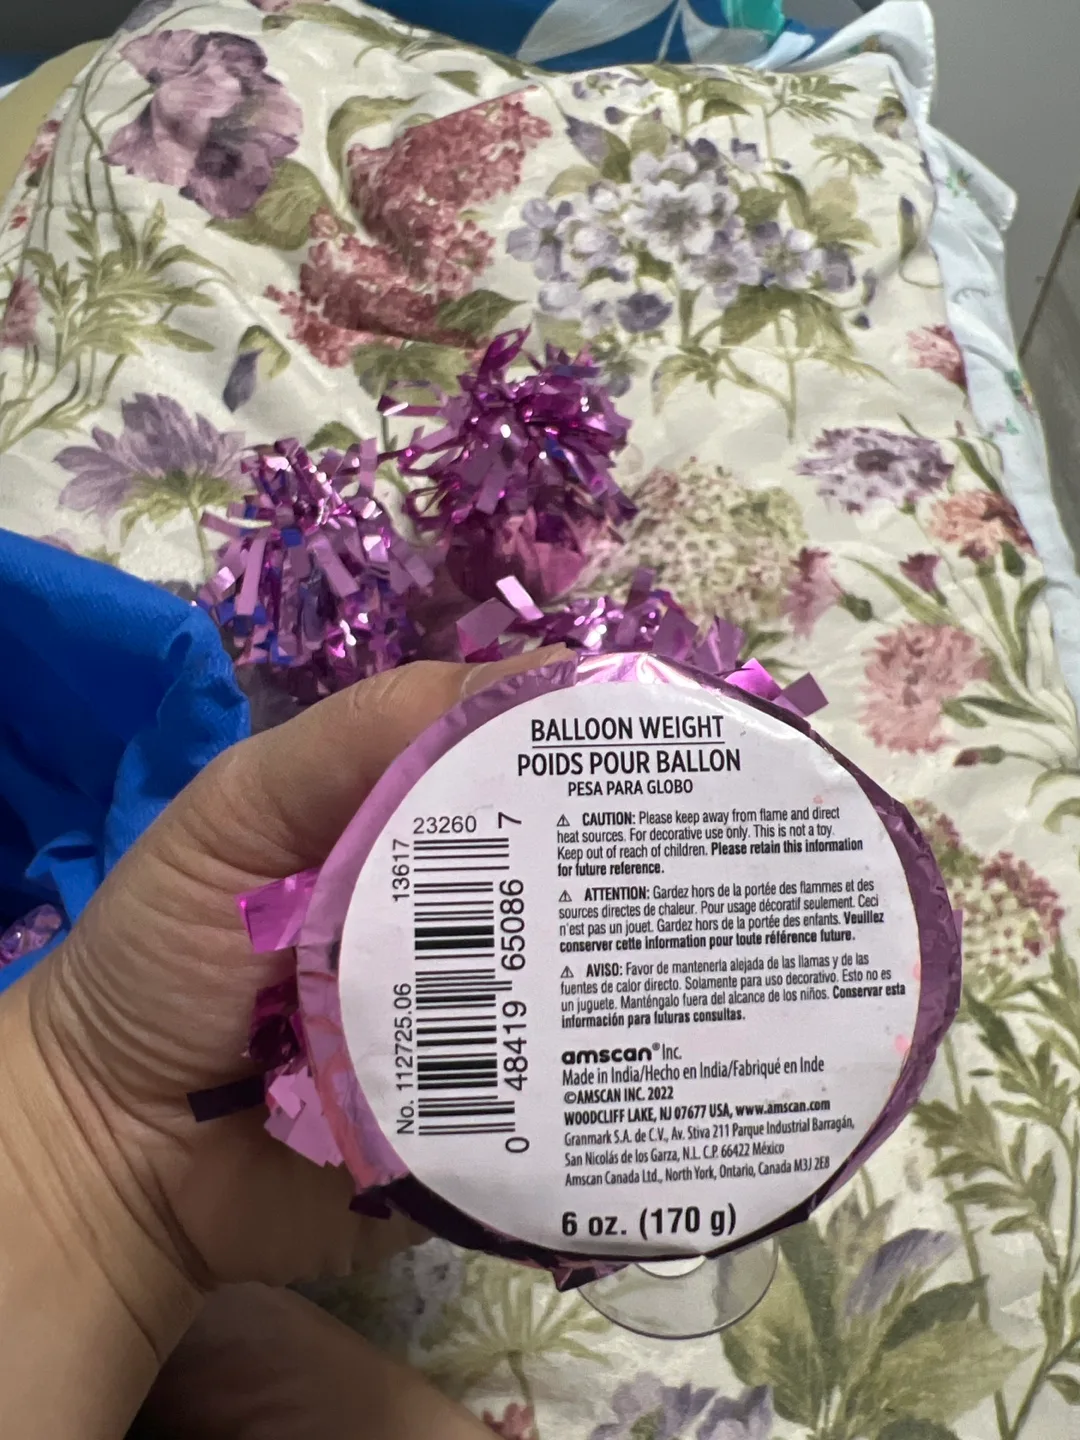 BALLOON WEIGHT
POIDS POUR BALLON
PESA PARA GLOBO
⚠ CAUTION: Please keep away from flame and direct
heat sources. For decorative use only. This is not a toy.
Keep out of reach of children. Please retain this information
for future reference.
⚠ ATTENTION: Gardez hors de la portée des flammes et des
sources directes de chaleur. Pour usage décoratif seulement. Ceci
n'est pas un jouet. Gardez hors de la portée des enfants. Veuillez
conserver cette information pour toute référence future.
⚠ AVISO: Favor de mantenerla alejada de las llamas y de las
fuentes de calor directo. Solamente para uso decorativo. Esto no es
un juguete. Manténgalo fuera del alcance de los niños. Conservar esta
información para futuras consultas.
amscan® Inc.
Made in India/Hecho en India/Fabriqué en Inde
©AMSCAN INC. 2022
WOODCLIFF LAKE, NJ 07677 USA, www.amscan.com
Granmark S.A. de C.V., Av. Stiva 211 Parque Industrial Barragán,
San Nicolás de los Garza, N.L. C.P. 66422 México
Amscan Canada Ltd., North York, Ontario, Canada M3J 2E8
6 oz. (170 g)
No. 112725.06 13617
23260
0 48419 65086 7